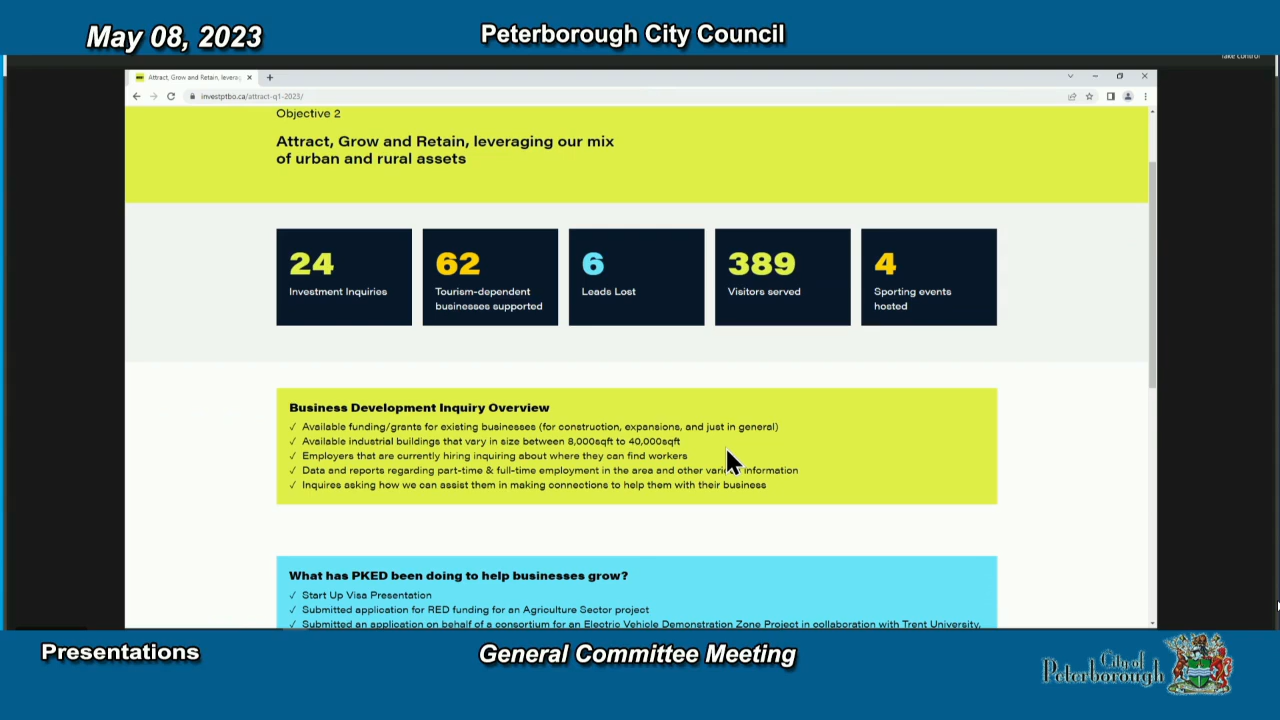 May 08, 2023
Peterborough City Council
Take Control
Attract, Grow and Retain, levera
investptbo.ca/attract-q1-2023/
Objective 2
Attract, Grow and Retain, leveraging our mix
of urban and rural assets
24
Investment Inquiries
62
Tourism-dependent
businesses supported
6
Leads Lost
389
Visitors served
4
Sporting events
hosted
Business Development Inquiry Overview
✓ Available funding/grants for existing businesses (for construction, expansions, and just in general)
✓ Available industrial buildings that vary in size between 8,000sqft to 40,000sqft
✓ Employers that are currently hiring inquiring about where they can find workers
✓ Data and reports regarding part-time & full-time employment in the area and other information
✓ Inquires asking how we can assist them in making connections to help them with their business
What has PKED been doing to help businesses grow?
✓ Start Up Visa Presentation
✓ Submitted application for RED funding for an Agriculture Sector project
✓ Submitted an application on behalf of a consortium for an Electric Vehicle Demonstration Zone Project in collaboration with Trent University,
Presentations
General Committee Meeting
City of
Peterborough